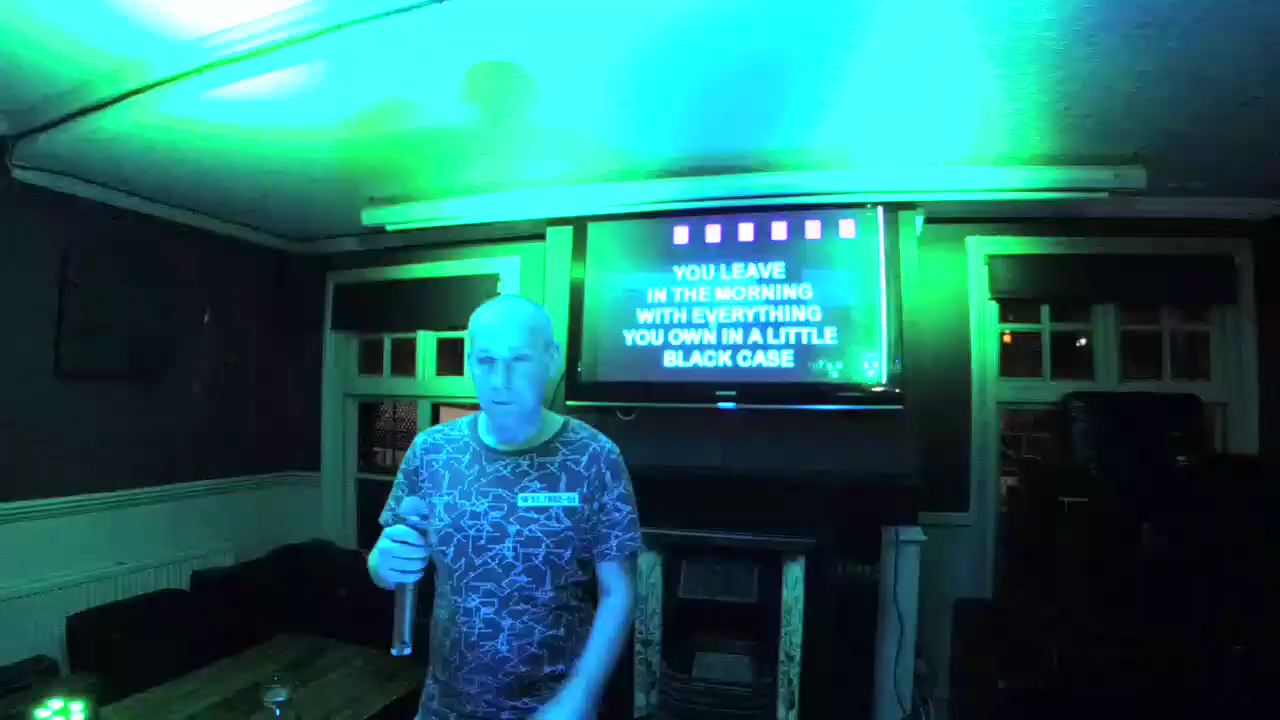 YOU LEAVE
IN THE MORNING
WITH EVERYTHING
YOU OWN IN A LITTLE
BLACK CASE